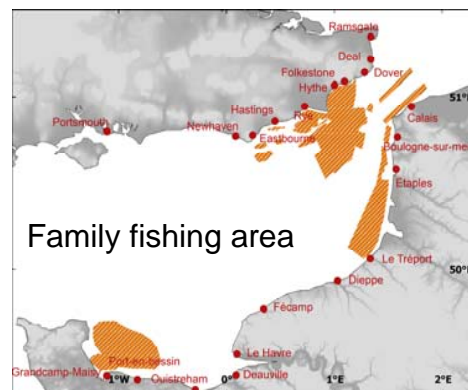 Ramsgate
Deal
Folkestone
Dover
Hythe
51°
Hastings
Rye
Calais
Portsmouth
Newhaven
Eastbourne
Boulogne-sur-mer
Etaples
Family fishing area
Le Tréport
50°
Dieppe
Fécamp
Le Havre
Port-en-bessin
Grandcamp-Maisy
1°W
Ouistreham
0°
Deauville
1°E
2°E